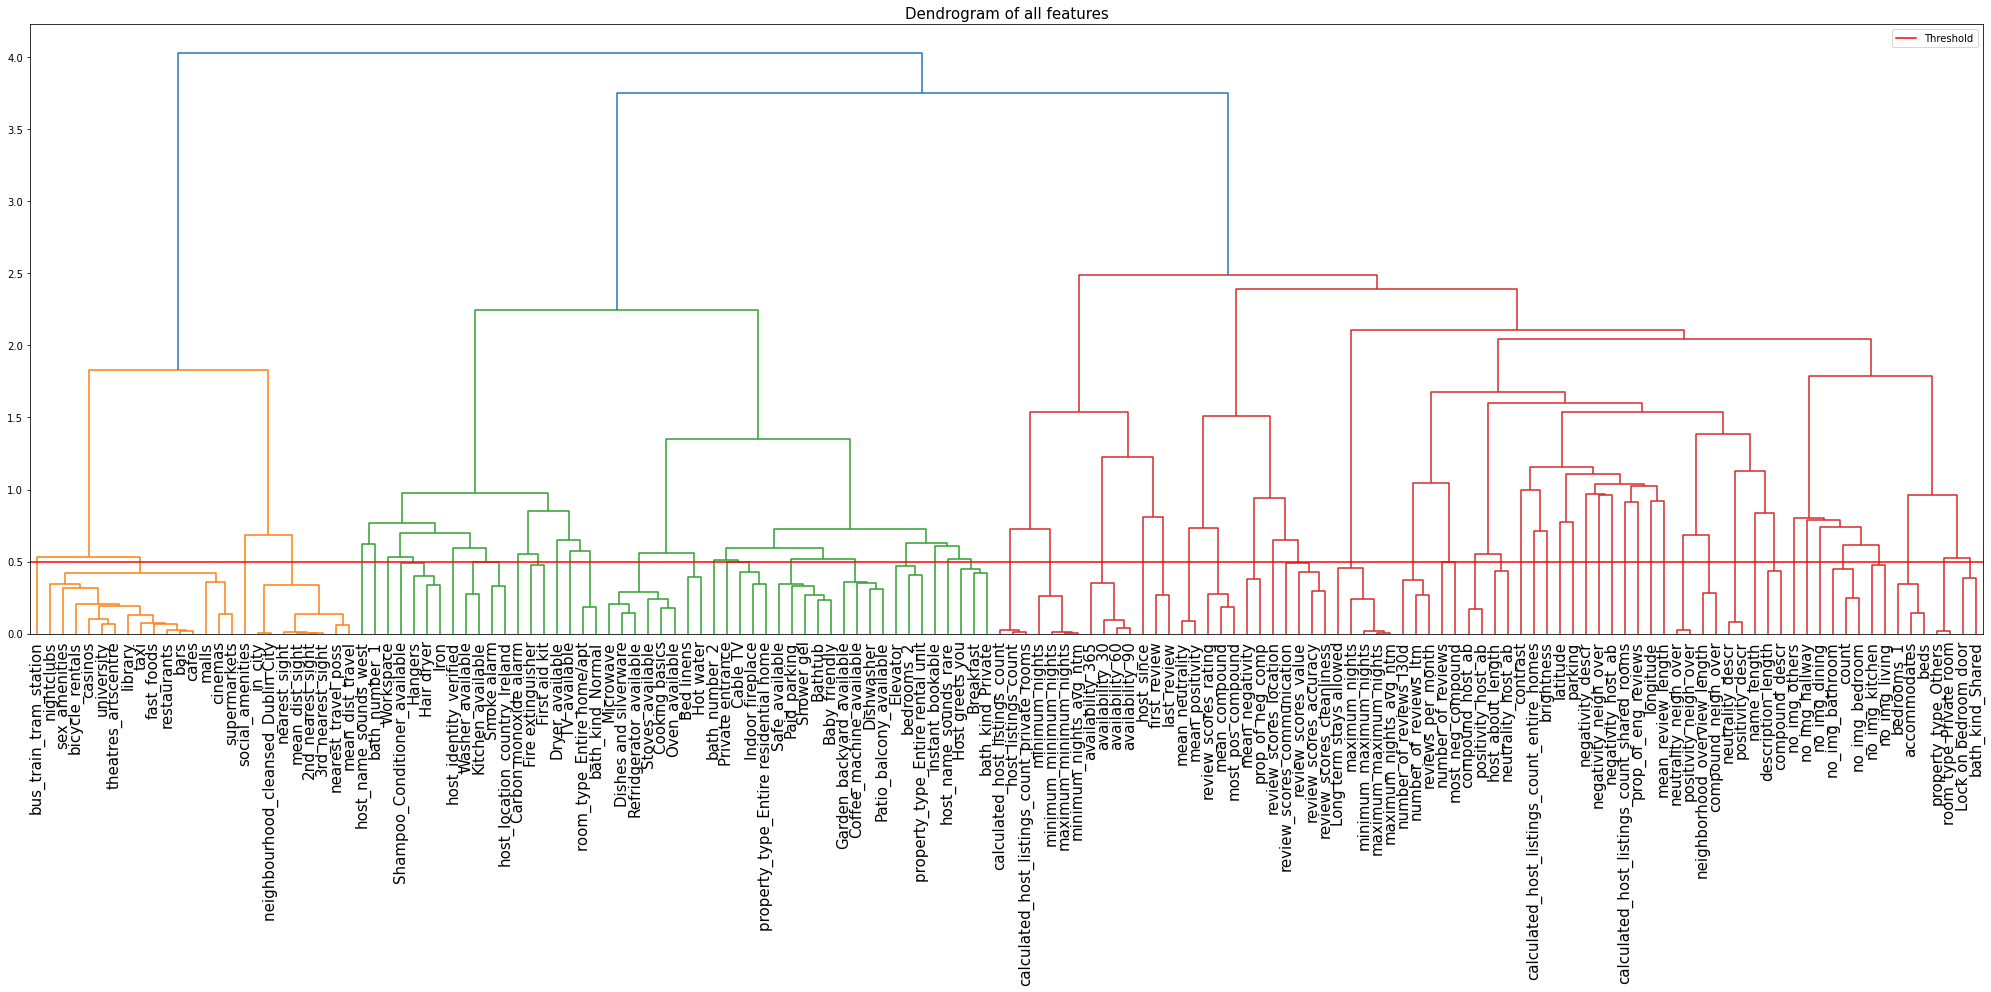 Dendrogram of all features
Threshold
4.0
3.5
3.0
2.5
2.0
1.5
1.0
0.5
0.0
bus_train_tram_station
nightclubs
sex_amenities
bicycle_rentals
casinos
university
theatres_artscentre
library
taxi
fast_foods
restaurants
bars
cafes
malls
cinemas
supermarkets
social_amenities
in_city
neighbourhood_cleansed_Dublin City
nearest_sight
mean_dist_sight
2nd_nearest_sight
3rd_nearest_sight
nearest_travel_poss
mean_dist_travel
host_name_sounds_west
bath_number_1
Workspace
Shampoo_Conditioner_available
Hangers
Hair dryer
Iron
host_identity_verified
Washer_available
Kitchen_available
Smoke alarm
host_location_country_Ireland
Carbon monoxide alarm
Fire extinguisher
First aid kit
Dryer_available
TV_available
room_type_Entire home/apt
bath_kind_Normal
Microwave
Dishes and silverware
Refridgerator_available
Stoves_available
Cooking basics
Oven_available
Bed linens
Hot water
bath_number_2
Private entrance
Cable_TV
Indoor fireplace
property_type_Entire residential home
Safe_available
Paid_parking
Shower gel
Bathtub
Baby_friendly
Garden_backyard_available
Coffee_machine_available
Dishwasher
Patio_balcony_available
Elevator
bedrooms_2
property_type_Entire rental unit
instant_bookable
host_name_sounds_rare
Host greets you
Breakfast
bath_kind_Private
calculated_host_listings_count
host_listings_count
calculated_host_listings_count_private_rooms
minimum_nights
minimum_minimum_nights
maximum_minimum_nights
minimum_nights_avg_ntm
availability_365
availability_30
availability_60
availability_90
host_since
first_review
last_review
mean_neutrality
mean_positivity
review_scores_rating
mean_compound
most_pos_compound
mean_negativity
prop_of_neg_comp
review_scores_location
review_scores_communication
review_scores_value
review_scores_accuracy
review_scores_cleanliness
Long term stays allowed
maximum_nights
minimum_maximum_nights
maximum_maximum_nights
maximum_nights_avg_ntm
number_of_reviews_l30d
number_of_reviews_ltm
reviews_per_month
number_of_reviews
most_neg_compound
compound_host_ab
positivity_host_ab
host_about_length
neutrality_host_ab
contrast
calculated_host_listings_count_entire_homes
brightness
latitude
parking
negativity_descr
negativity_neigh_over
negativity_host_ab
calculated_host_listings_count_shared_rooms
prop_of_eng_reviews
longitude
mean_review_length
neutrality_neigh_over
positivity_neigh_over
neighborhood_overview_length
compound_neigh_over
neutrality_descr
positivity_descr
name_length
description_length
compound_descr
no_img_others
no_img_hallway
no_img_dining
no_img_bathroom
count
no_img_bedroom
no_img_kitchen
no_img_living
bedrooms_1
accommodates
beds
property_type_Others
room_type_Private room
Lock on bedroom door
bath_kind_Shared